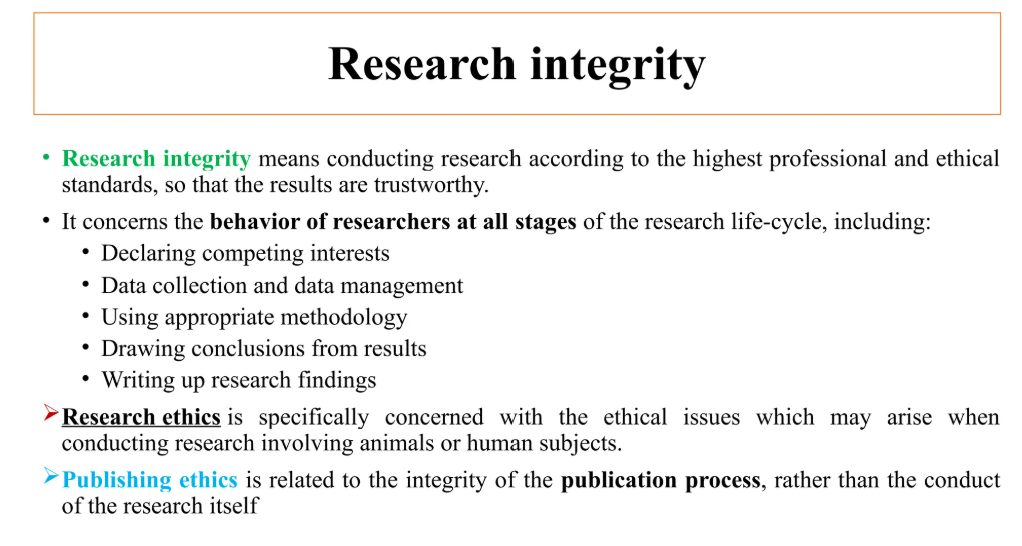 Research integrity
• Research integrity means conducting research according to the highest professional and ethical
standards, so that the results are trustworthy.
• It concerns the behavior of researchers at all stages of the research life-cycle, including:
• Declaring competing interests
• Data collection and data management
• Using appropriate methodology
• Drawing conclusions from results
• Writing up research findings
➢Research ethics is specifically concerned with the ethical issues which may arise when
conducting research involving animals or human subjects.
➢Publishing ethics is related to the integrity of the publication process, rather than the conduct
of the research itself